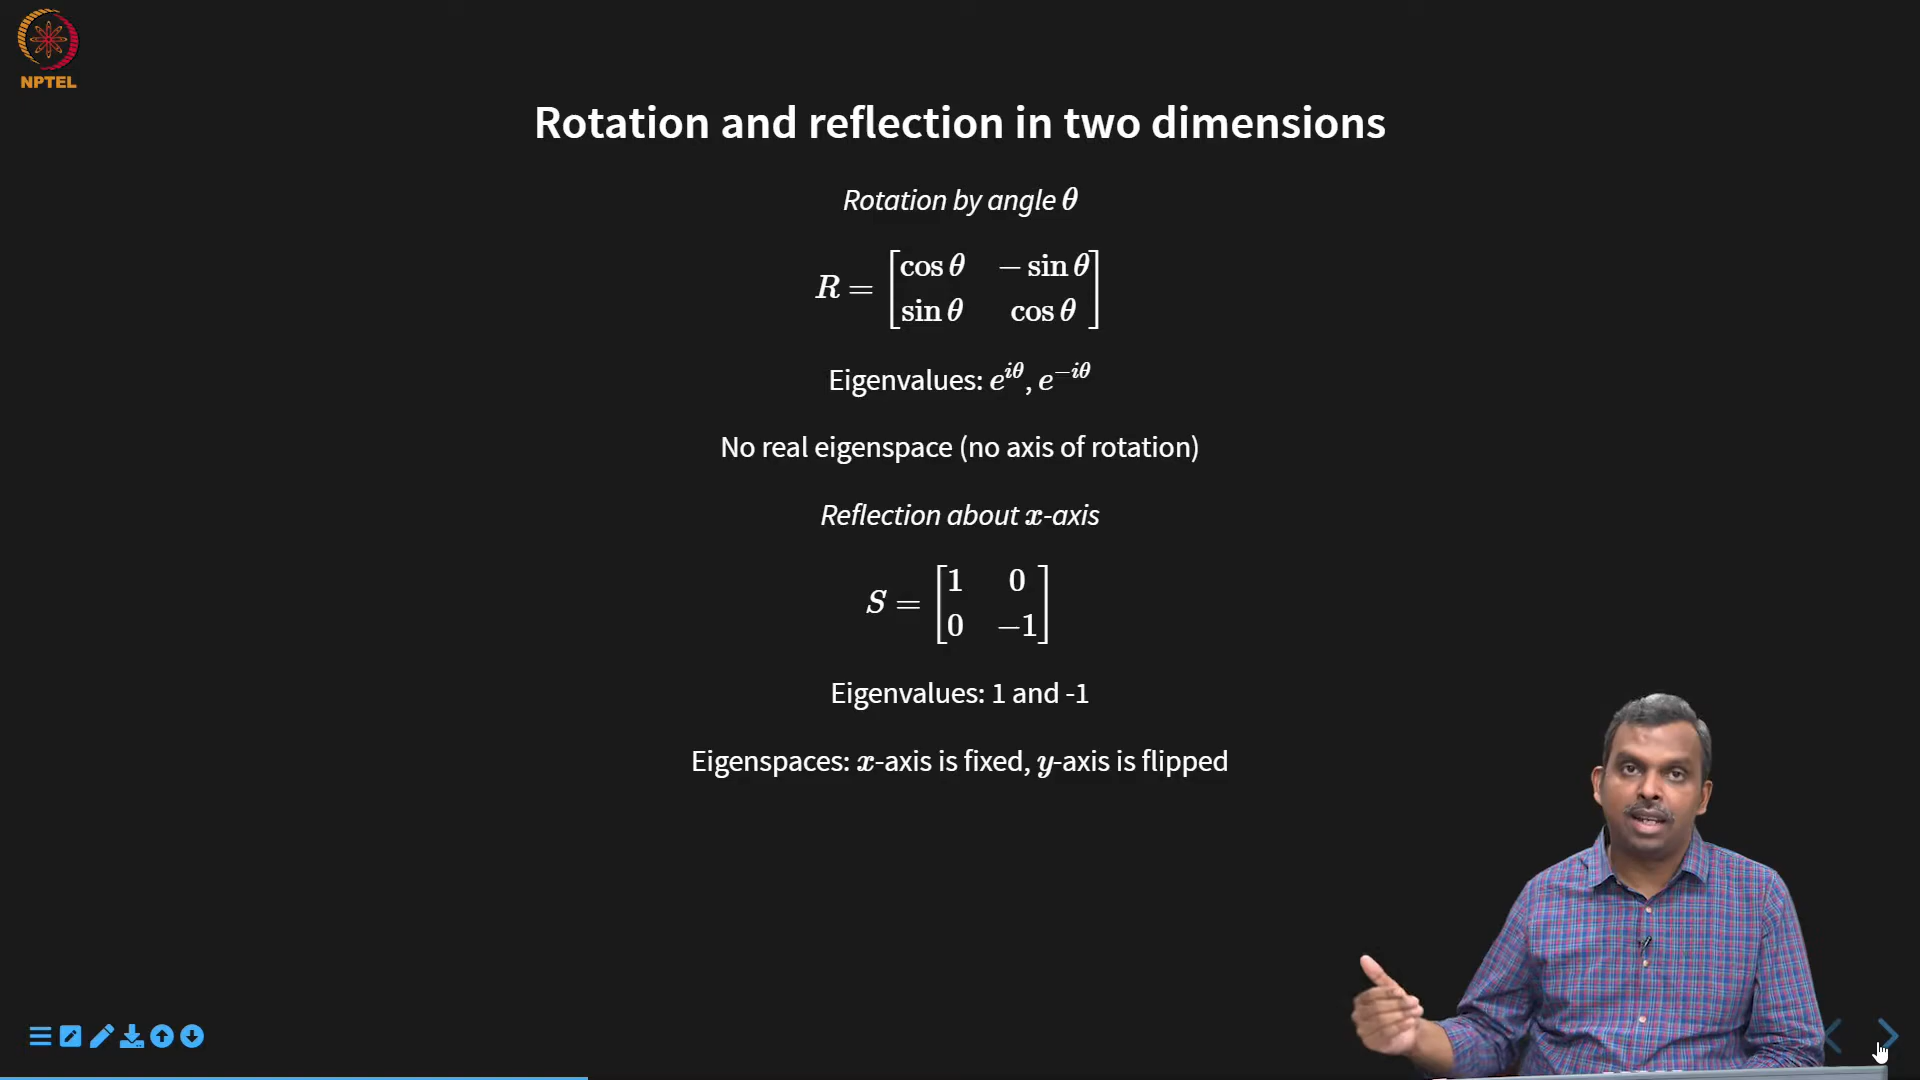 NPTEL
Rotation and reflection in two dimensions
Rotation by angle θ
R = [cos θ − sin θ
sin θ cos θ]
Eigenvalues: e^{iθ}, e^{−iθ}
No real eigenspace (no axis of rotation)
Reflection about x-axis
S = [1 0
0 −1]
Eigenvalues: 1 and -1
Eigenspaces: x-axis is fixed, y-axis is flipped